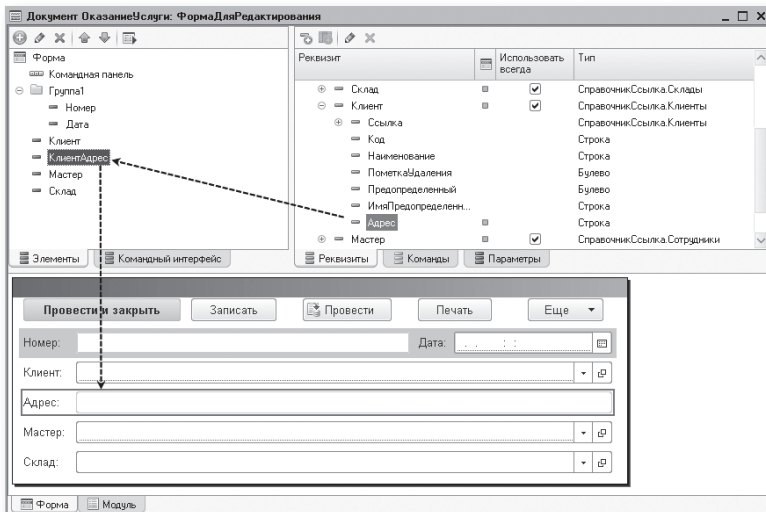 Документ ОказаниеУслуги: ФормаДляРедактирования
Форма
Командная панель
Группа1
Номер
Дата
Клиент
КлиентАдрес
Мастер
Склад
Элементы
Командный интерфейс
Реквизит
Использовать всегда
Тип
Склад
СправочникСсылка.Склады
Клиент
СправочникСсылка.Клиенты
Ссылка
СправочникСсылка.Клиенты
Код
Строка
Наименование
Строка
ПометкаУдаления
Булево
Предопределенный
Булево
ИмяПредопределенн...
Строка
Адрес
Строка
Мастер
СправочникСсылка.Сотрудники
Реквизиты
Команды
Параметры
Провести и закрыть
Записать
Провести
Печать
Еще
Номер:
Дата:
. . : :
Клиент:
Адрес:
Мастер:
Склад:
Форма
Модуль